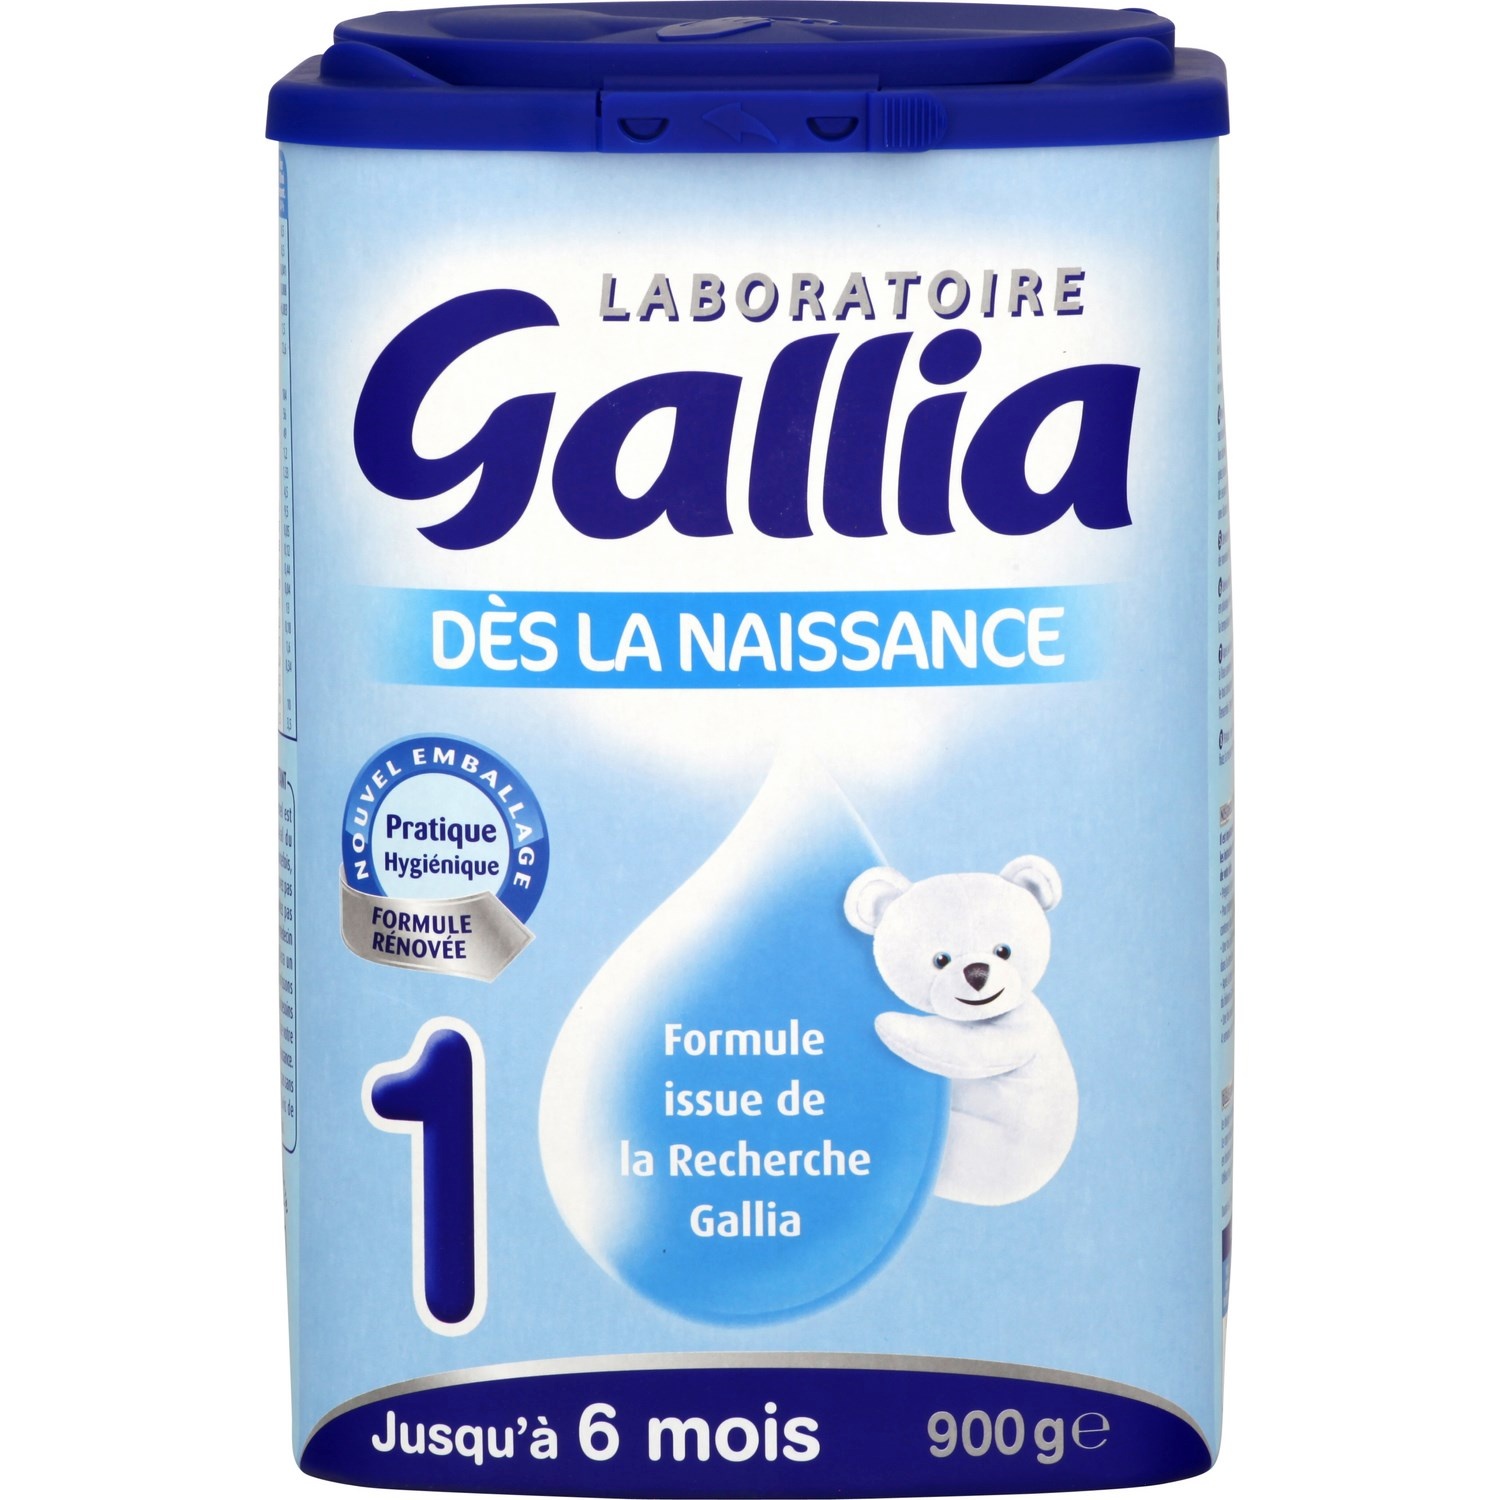 LABORATOIRE
Gallia
DÈS LA NAISSANCE
NOUVEL EMBALLAGE
Pratique
Hygiénique
FORMULE
RÉNOVÉE
1
Formule
issue de
la Recherche
Gallia
Jusqu'à 6 mois
900 g e